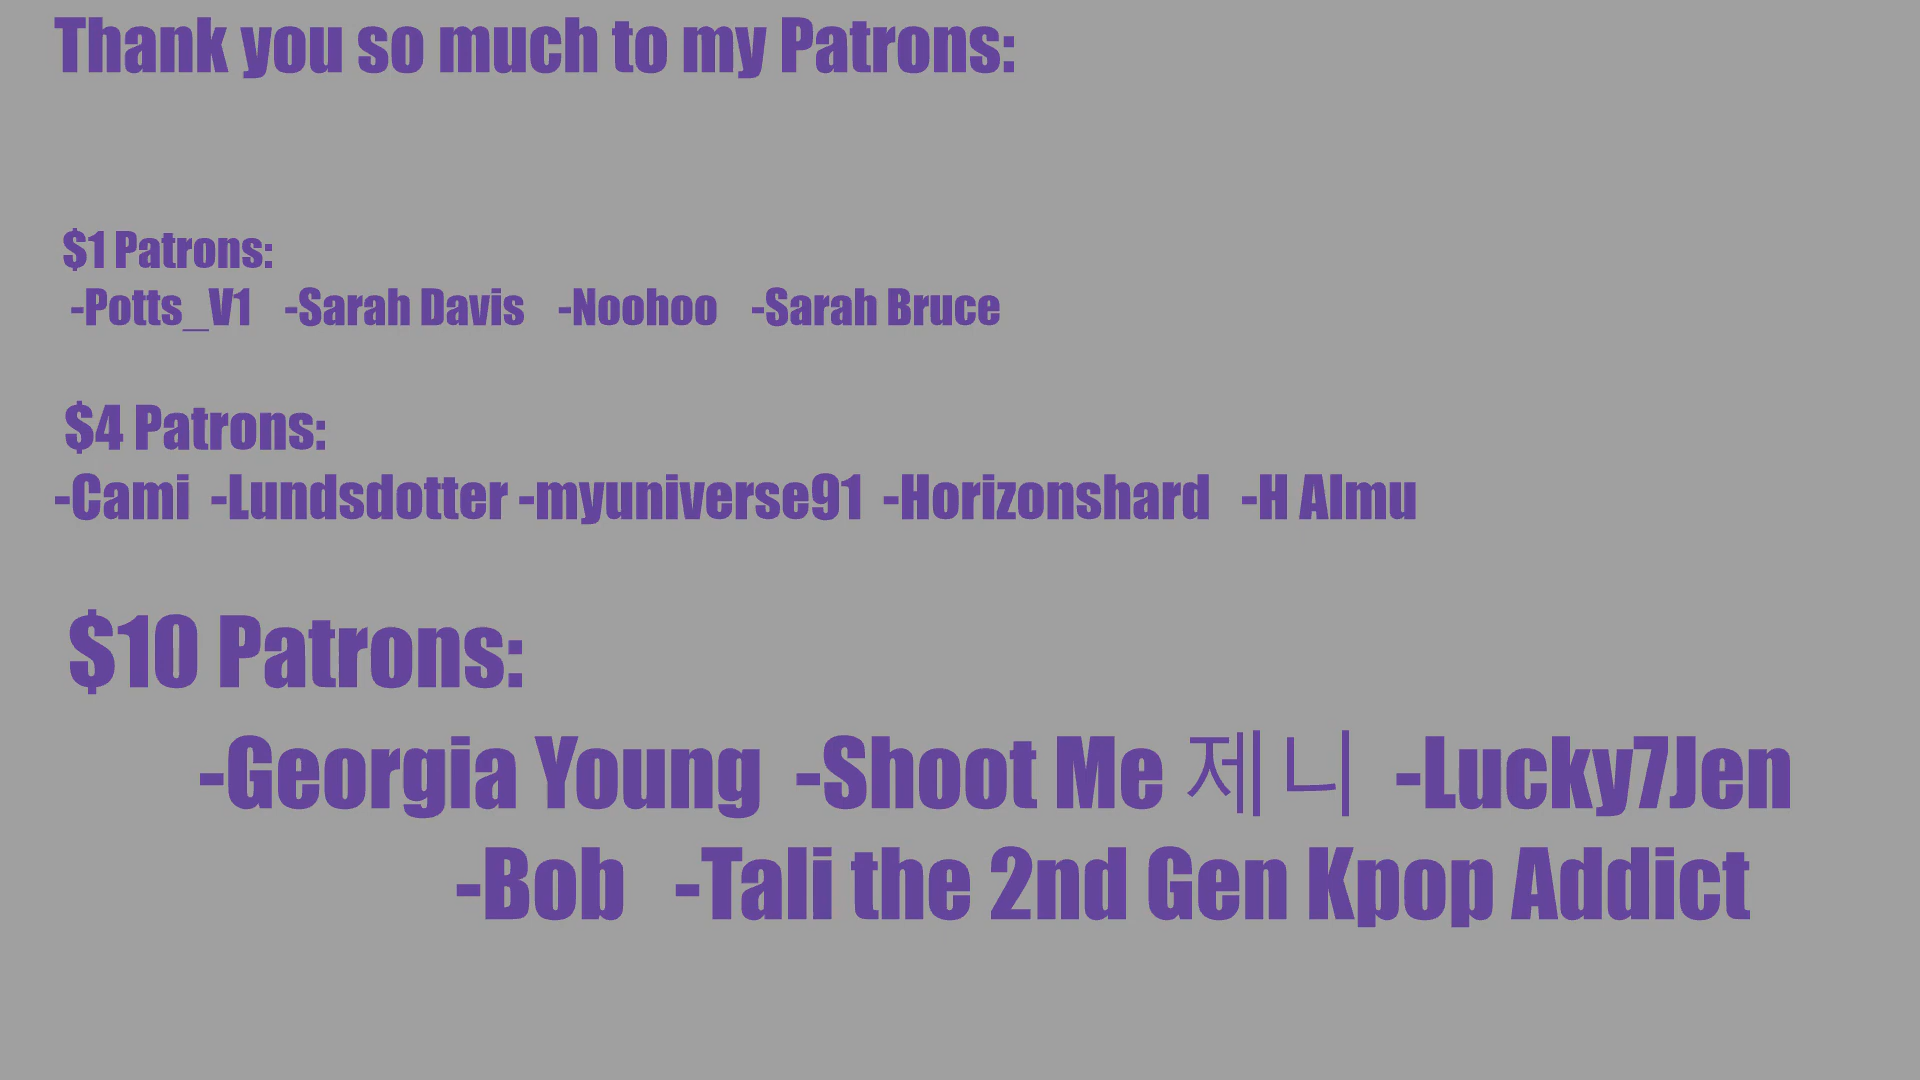 Thank you so much to my Patrons:
$1 Patrons:
-Potts_V1 -Sarah Davis -Noohoo -Sarah Bruce
$4 Patrons:
-Cami -Lundsdotter -myuniverse91 -Horizonshard -H Almu
$10 Patrons:
-Georgia Young -Shoot Me 제니 -Lucky7Jen
-Bob -Tali the 2nd Gen Kpop Addict